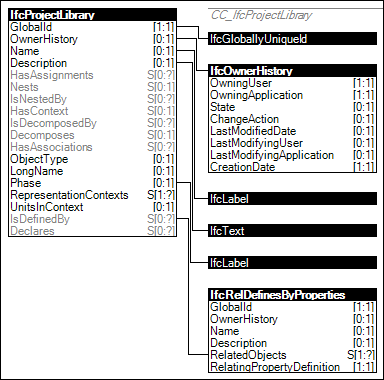 IfcProjectLibrary
GlobalId [1:1]
OwnerHistory [0:1]
Name [0:1]
Description [0:1]
HasAssignments S[0:?]
Nests S[0:?]
IsNestedBy S[0:?]
HasContext S[0:?]
IsDecomposedBy S[0:?]
Decomposes S[0:?]
HasAssociations S[0:?]
ObjectType [0:1]
LongName [0:1]
Phase [0:1]
RepresentationContexts S[1:?]
UnitsInContext [0:1]
IsDefinedBy S[0:?]
Declares S[0:?]
CC_IfcProjectLibrary
IfcGloballyUniqueId
IfcOwnerHistory
OwningUser [1:1]
OwningApplication [1:1]
State [0:1]
ChangeAction [0:1]
LastModifiedDate [0:1]
LastModifyingUser [0:1]
LastModifyingApplication [0:1]
CreationDate [1:1]
IfcLabel
IfcText
IfcLabel
IfcRelDefinesByProperties
GlobalId [1:1]
OwnerHistory [0:1]
Name [0:1]
Description [0:1]
RelatedObjects S[1:?]
RelatingPropertyDefinition [1:1]